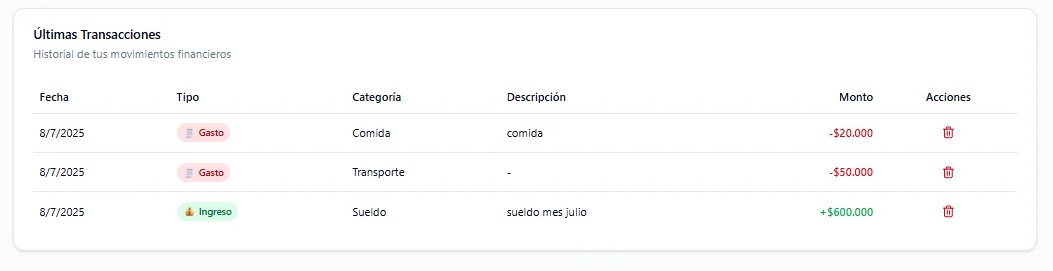 Últimas Transacciones
Historial de tus movimientos financieros
Fecha Tipo Categoría Descripción Monto Acciones
8/7/2025 Gasto Comida comida -$20.000
8/7/2025 Gasto Transporte - -$50.000
8/7/2025 Ingreso Sueldo sueldo mes julio +$600.000